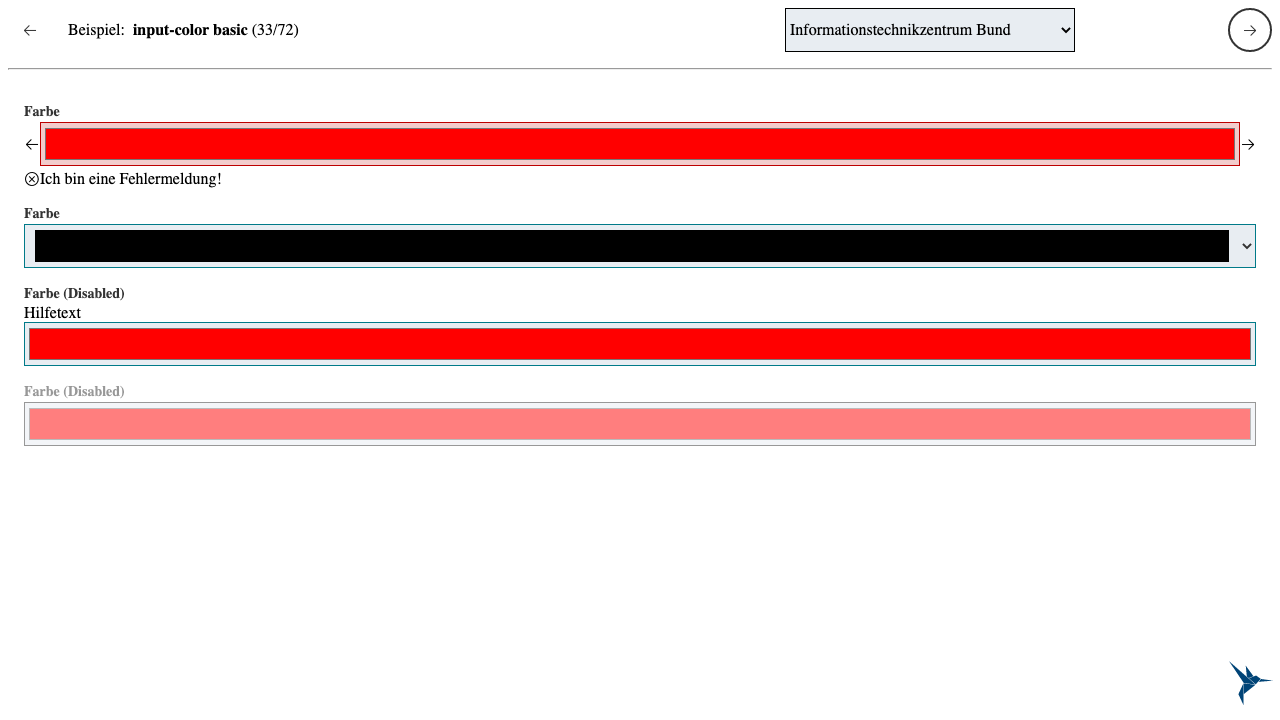 Beispiel: input-color basic (33/72)
Informationstechnikzentrum Bund
Farbe
Ich bin eine Fehlermeldung!
Farbe
Farbe (Disabled)
Hilfetext
Farbe (Disabled)